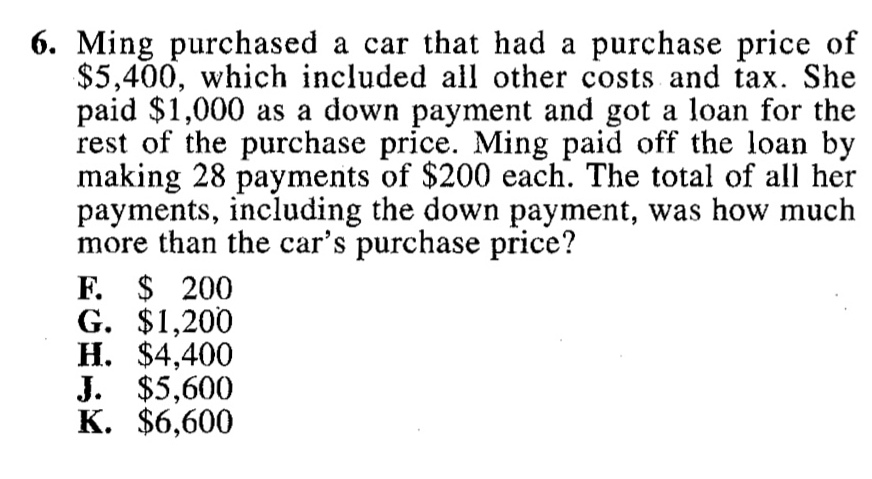 6. Ming purchased a car that had a purchase price of
$5,400, which included all other costs and tax. She
paid $1,000 as a down payment and got a loan for the
rest of the purchase price. Ming paid off the loan by
making 28 payments of $200 each. The total of all her
payments, including the down payment, was how much
more than the car's purchase price?
F. $ 200
G. $1,200
H. $4,400
J. $5,600
K. $6,600